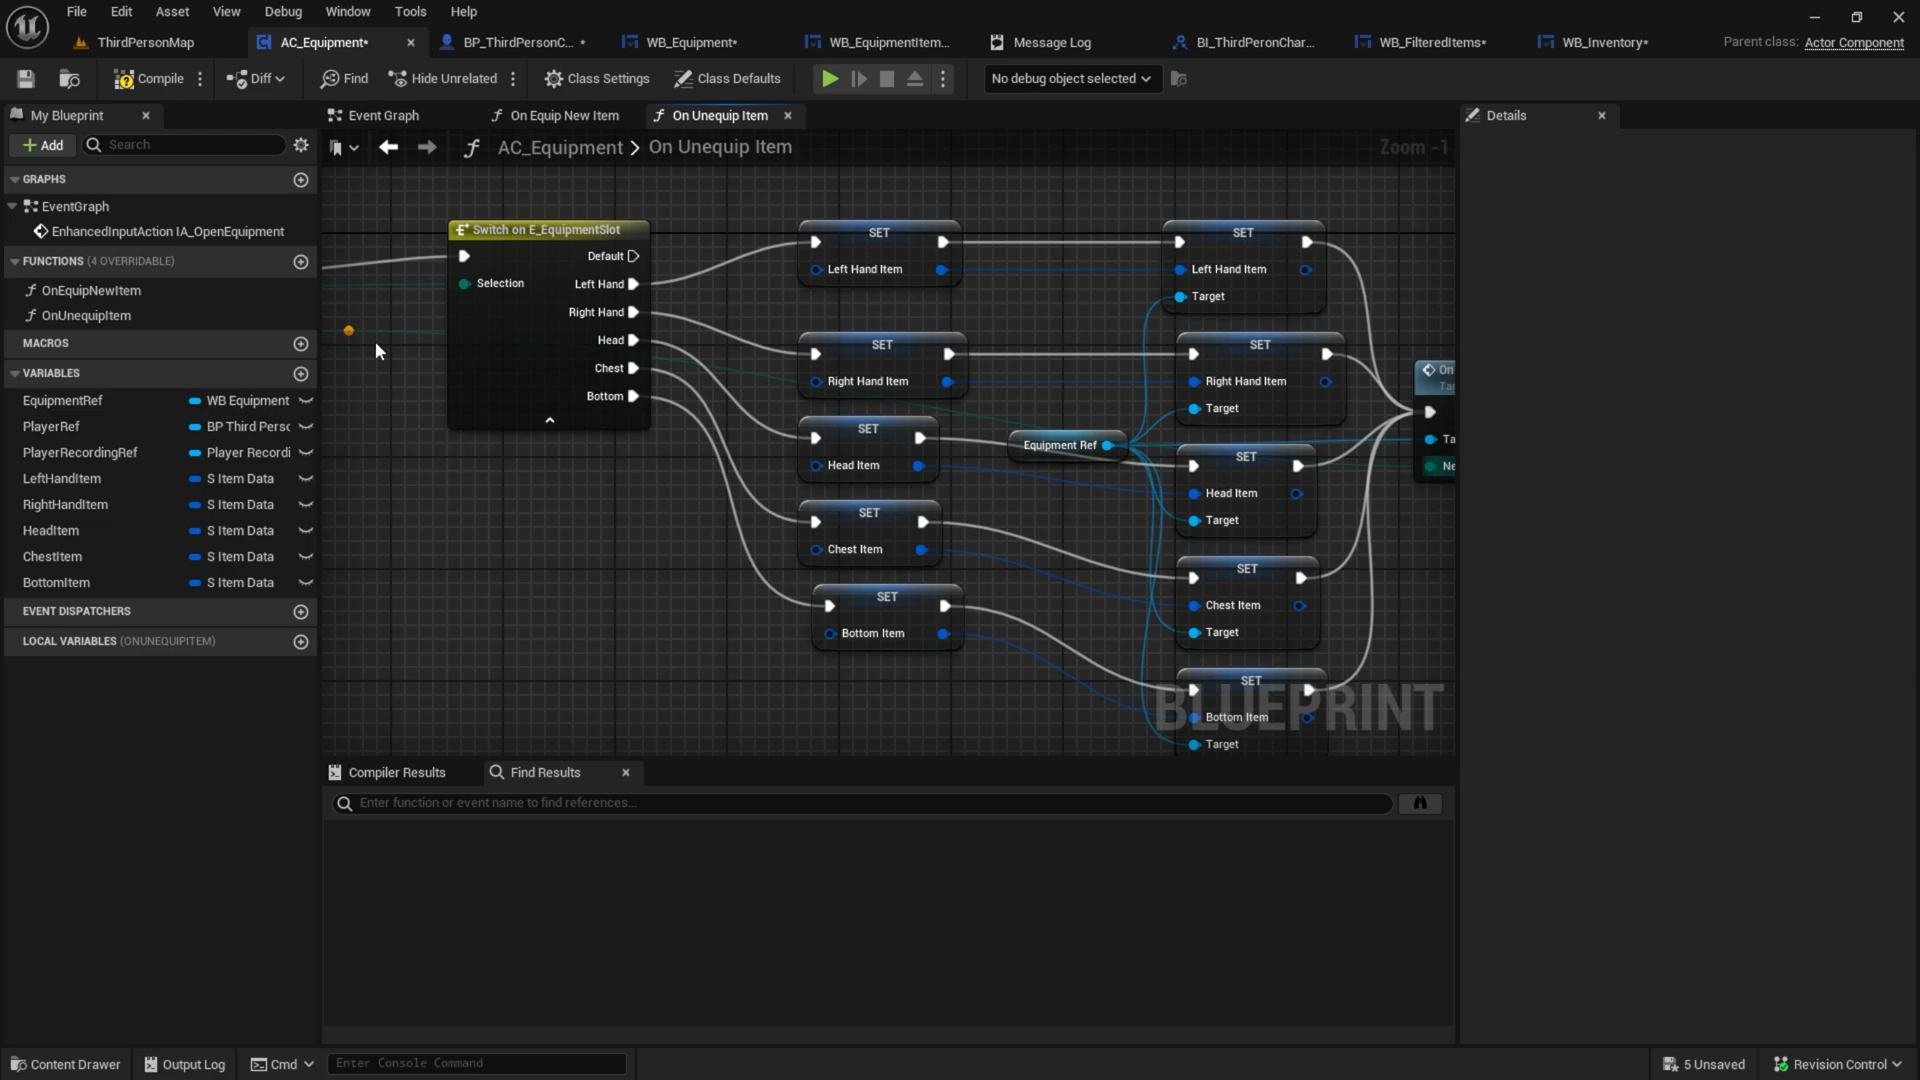 File Edit View Asset Debug Window Tools Help
ThirdPersonMap
AC_Equipment*
BP_ThirdPersonC... *
WB_Equipment*
WB_EquipmentItem...
Message Log
BI_ThirdPeronChar...
WB_FilteredItems*
WB_Inventory*
Parent class: Actor Component
Compile
Diff
Find
Hide Unrelated
Class Settings
Class Defaults
No debug object selected
My Blueprint
Event Graph
On Equip New Item
On Unequip Item
Details
+ Add
Search
AC_Equipment > On Unequip Item
Zoom -1
GRAPHS
EventGraph
EnhancedInputAction IA_OpenEquipment
FUNCTIONS (4 OVERRIDABLE)
OnEquipNewItem
OnUnequipItem
MACROS
VARIABLES
EquipmentRef WB Equipment
PlayerRef BP Third Persc
PlayerRecordingRef Player Recordi
LeftHandItem S Item Data
RightHandItem S Item Data
HeadItem S Item Data
ChestItem S Item Data
BottomItem S Item Data
EVENT DISPATCHERS
LOCAL VARIABLES (ONUNEQUIPITEM)
Switch on E_EquipmentSlot
Default
Selection
Left Hand
Right Hand
Head
Chest
Bottom
SET
Left Hand Item
SET
Right Hand Item
SET
Head Item
SET
Chest Item
SET
Bottom Item
Equipment Ref
SET
Left Hand Item
Target
SET
Right Hand Item
Target
SET
Head Item
Target
SET
Chest Item
Target
SET
Bottom Item
Target
On
Ta
Ne
BLUEPRINT
Compiler Results
Find Results
Enter function or event name to find references...
Content Drawer
Output Log
Cmd
Enter Console Command
5 Unsaved
Revision Control